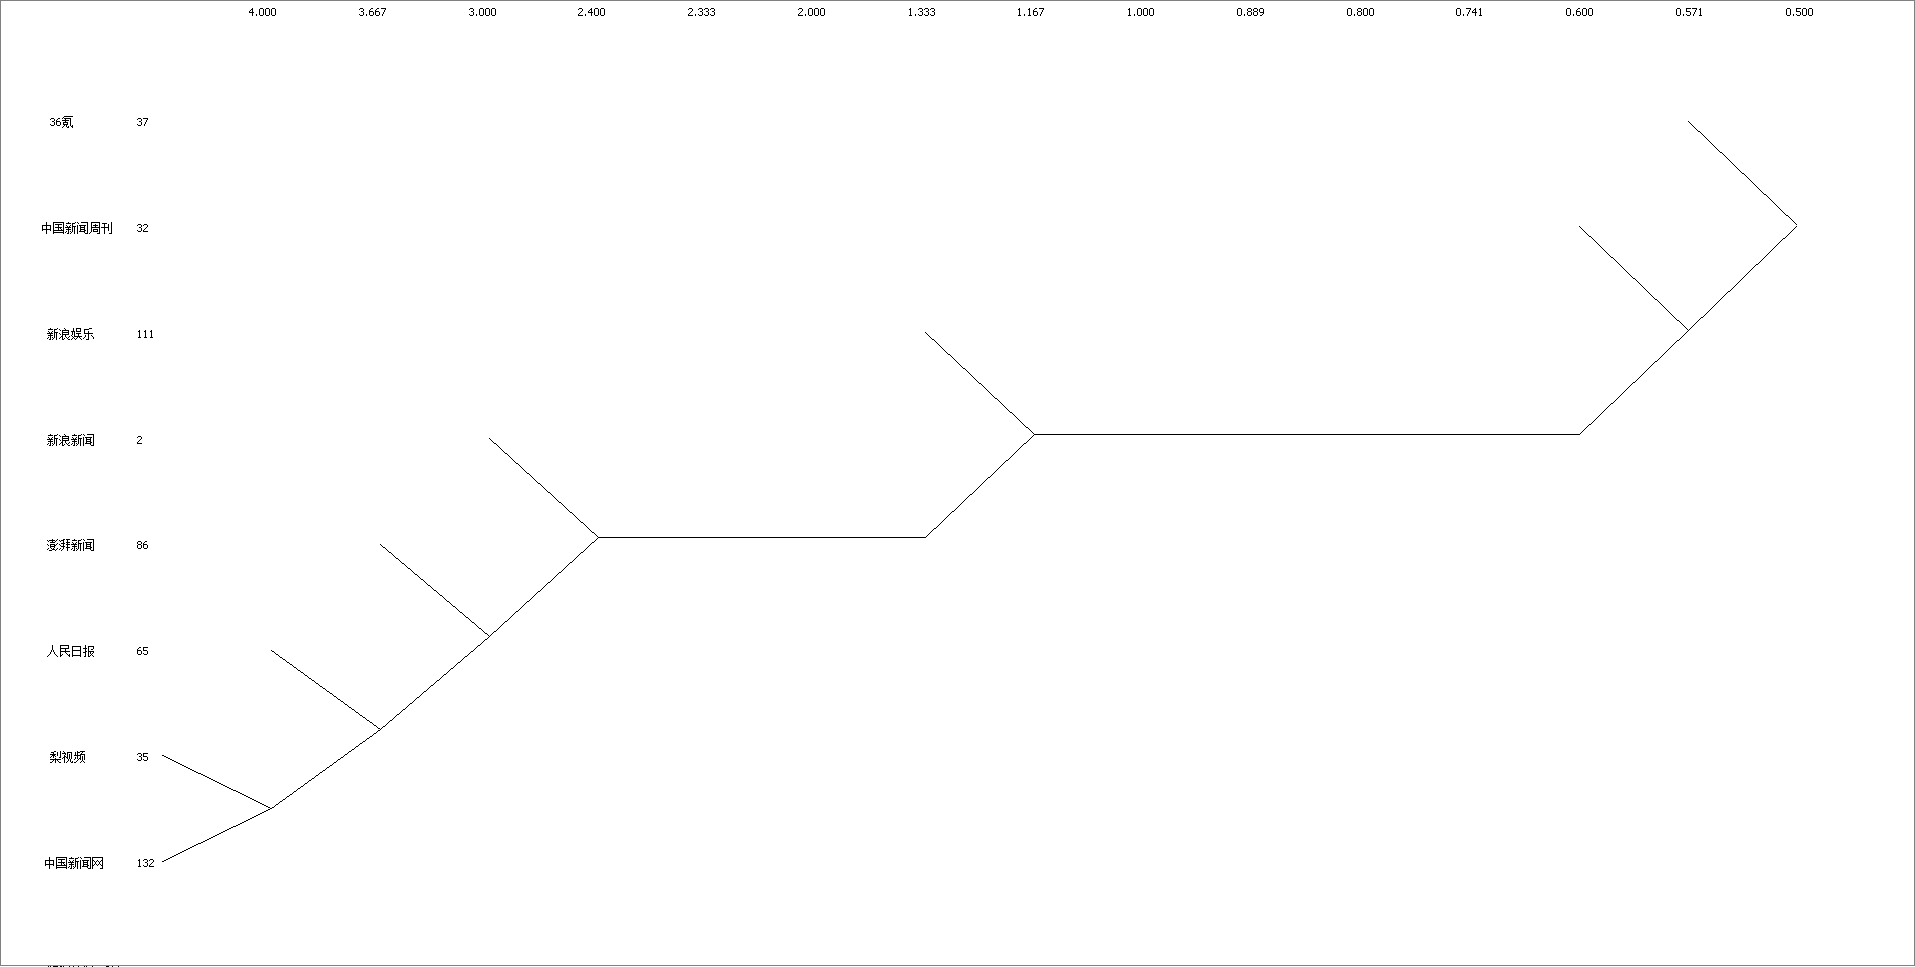 4.000 3.667 3.000 2.400 2.333 2.000 1.333 1.167 1.000 0.889 0.800 0.741 0.600 0.571 0.500
36氪 37
中国新闻周刊 32
新浪娱乐 111
新浪新闻 2
澎湃新闻 86
人民日报 65
梨视频 35
中国新闻网 132